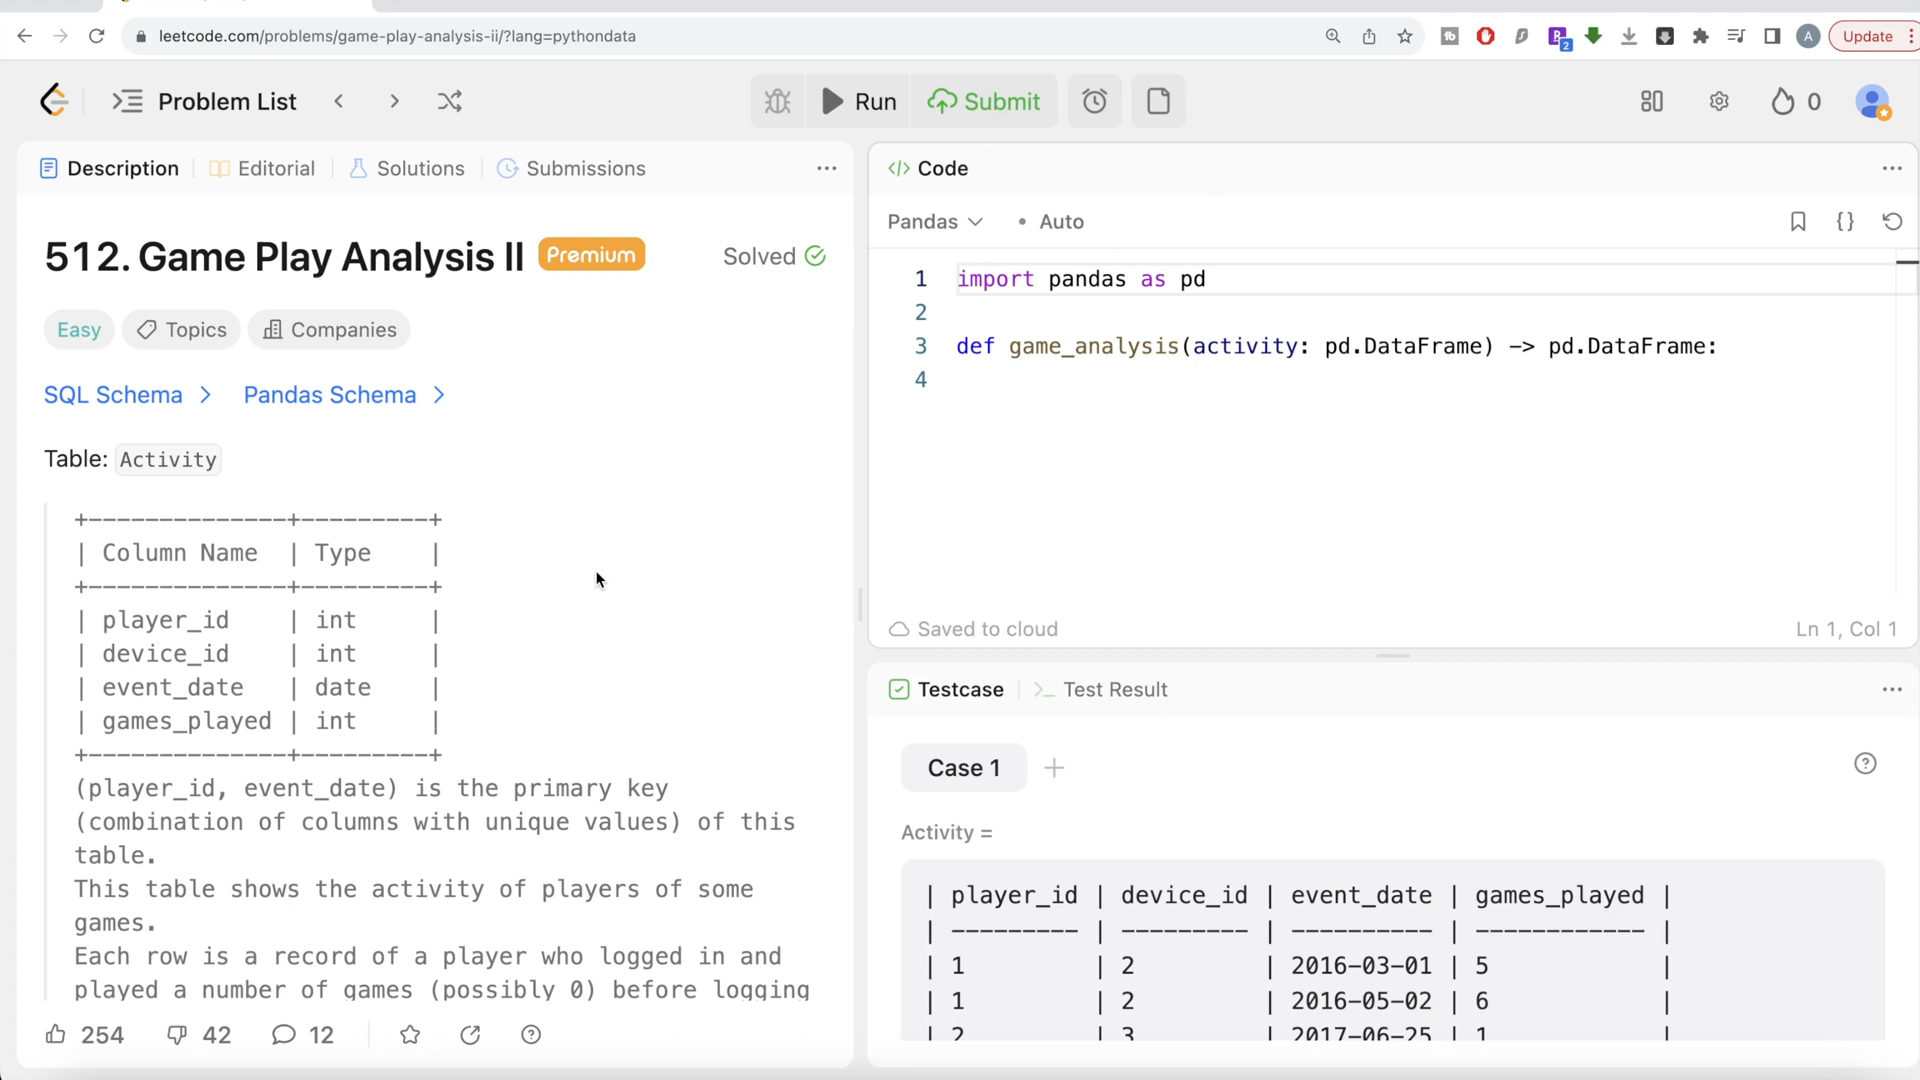 leetcode.com/problems/game-play-analysis-ii/?lang=pythondata
2
A
Update
Problem List
Run
Submit
0
Description
Editorial
Solutions
Submissions
512. Game Play Analysis II
Premium
Solved
Easy
Topics
Companies
SQL Schema
Pandas Schema
Table: Activity
+--------------+---------+
| Column Name  | Type    |
+--------------+---------+
| player_id    | int     |
| device_id    | int     |
| event_date   | date    |
| games_played | int     |
+--------------+---------+
(player_id, event_date) is the primary key
(combination of columns with unique values) of this
table.
This table shows the activity of players of some
games.
Each row is a record of a player who logged in and
played a number of games (possibly 0) before logging
254
42
12
</> Code
Pandas
• Auto
1 import pandas as pd
2
3 def game_analysis(activity: pd.DataFrame) -> pd.DataFrame:
4
Saved to cloud
Ln 1, Col 1
Testcase
Test Result
Case 1
Activity =
| player_id | device_id | event_date | games_played |
| --------- | --------- | ---------- | ------------ |
| 1         | 2         | 2016-03-01 | 5            |
| 1         | 2         | 2016-05-02 | 6            |
| 2         | 3         | 2017-06-25 | 1            |